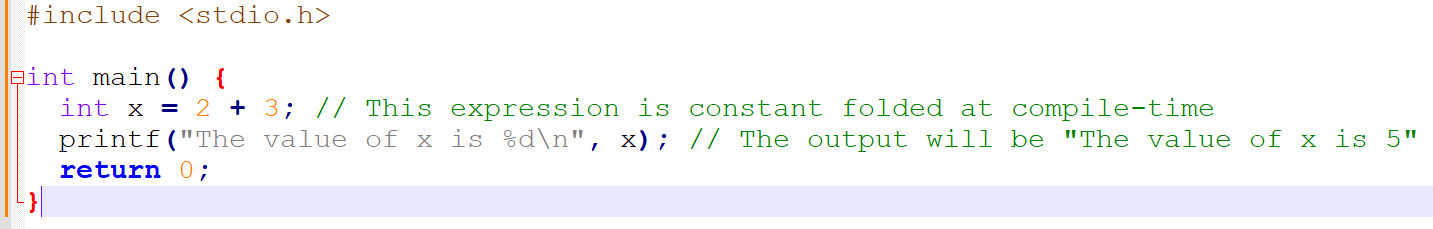 #include <stdio.h>
int main() {
int x = 2 + 3; // This expression is constant folded at compile-time
printf("The value of x is %d\n", x); // The output will be "The value of x is 5"
return 0;
}